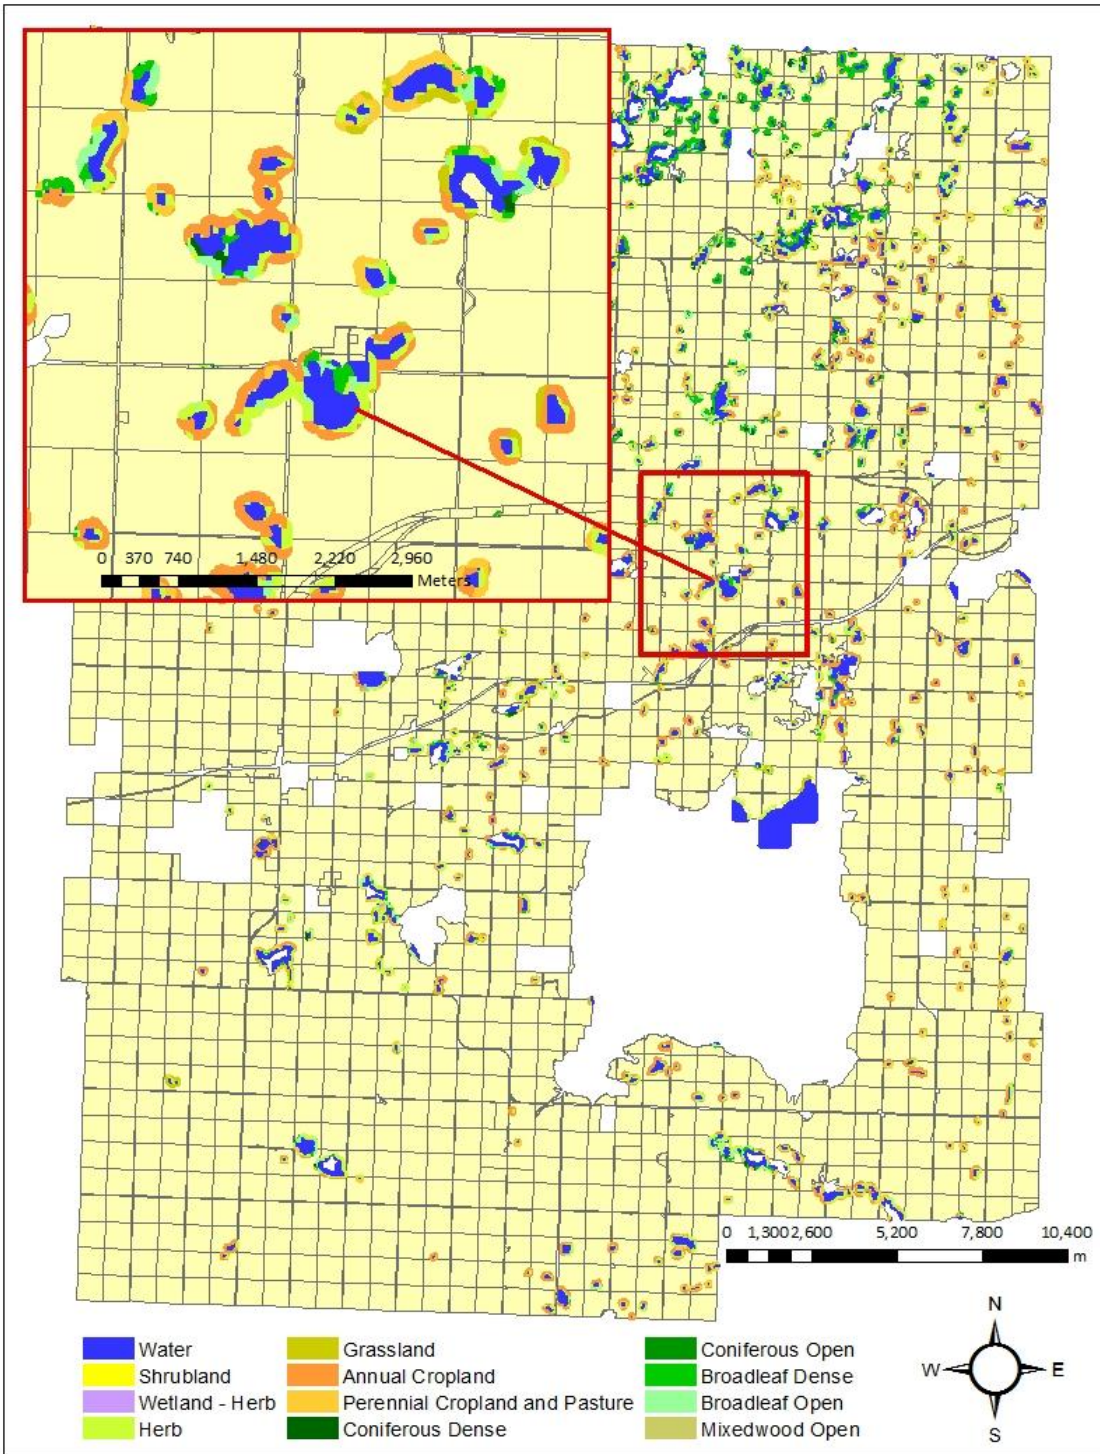 0 370 740 1,480 2,220 2,960
Meters
0 1,300 2,600 5,200 7,800 10,400
m
N
W E
S
Water
Shrubland
Wetland - Herb
Herb
Grassland
Annual Cropland
Perennial Cropland and Pasture
Coniferous Dense
Coniferous Open
Broadleaf Dense
Broadleaf Open
Mixedwood Open